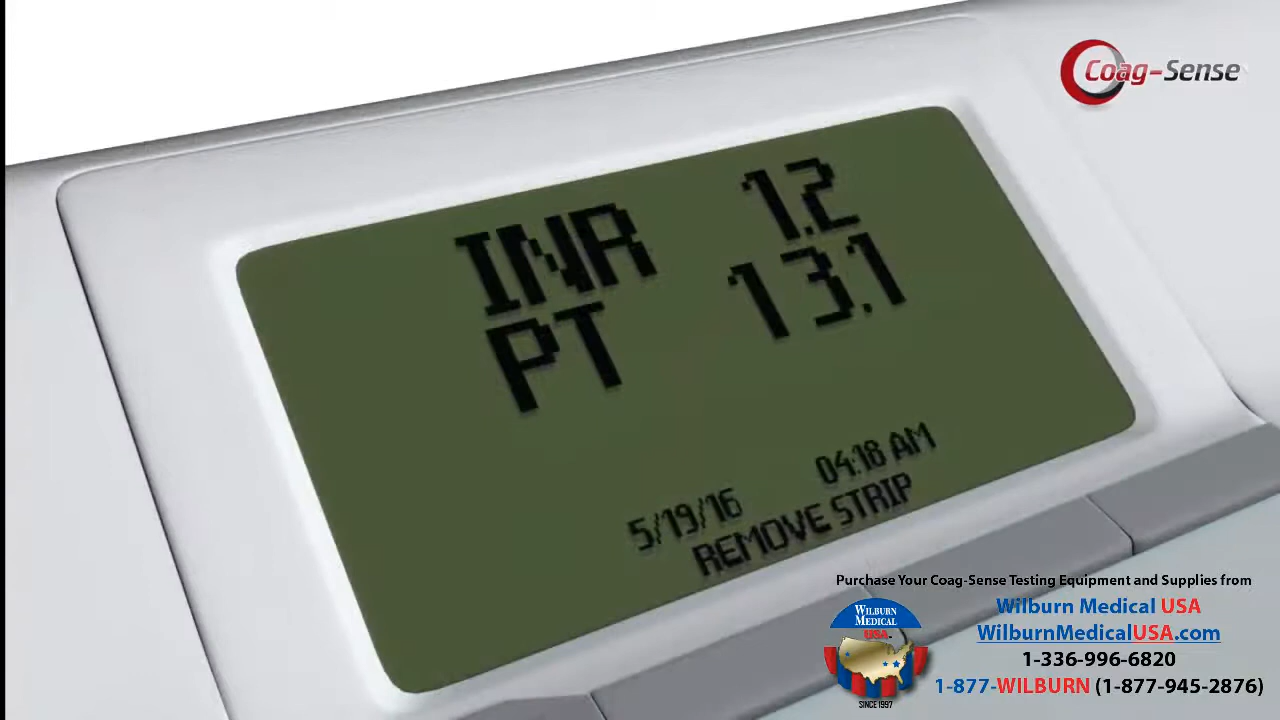 Coag-Sense
INR 1.2
PT 13.1
5/19/16 04:18 AM
REMOVE STRIP
Purchase Your Coag-Sense Testing Equipment and Supplies from
WILBURN
MEDICAL
USA
SINCE 1997
Wilburn Medical USA
WilburnMedicalUSA.com
1-336-996-6820
1-877-WILBURN (1-877-945-2876)